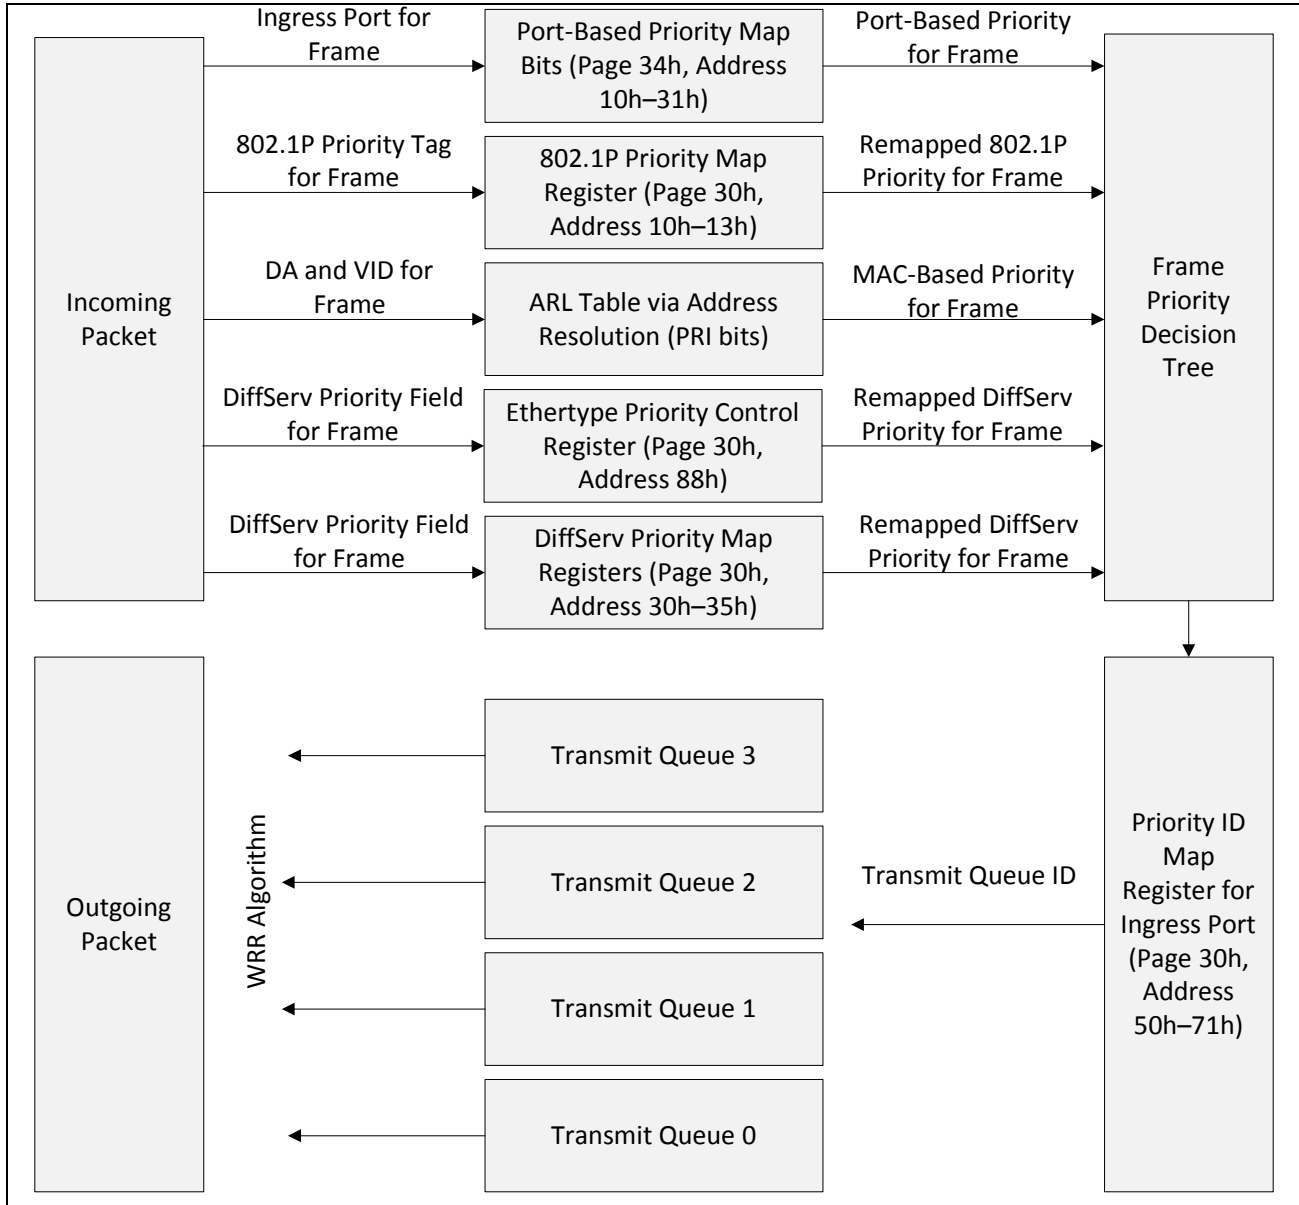 Ingress Port for
Frame
Port-Based Priority Map
Bits (Page 34h, Address
10h–31h)
Port-Based Priority
for Frame
802.1P Priority Tag
for Frame
802.1P Priority Map
Register (Page 30h,
Address 10h–13h)
Remapped 802.1P
Priority for Frame
Incoming
Packet
DA and VID for
Frame
ARL Table via Address
Resolution (PRI bits)
MAC-Based Priority
for Frame
Frame
Priority
Decision
Tree
DiffServ Priority Field
for Frame
Ethertype Priority Control
Register (Page 30h,
Address 88h)
Remapped DiffServ
Priority for Frame
DiffServ Priority Field
for Frame
DiffServ Priority Map
Registers (Page 30h,
Address 30h–35h)
Remapped DiffServ
Priority for Frame
Outgoing
Packet
WRR Algorithm
Transmit Queue 3
Transmit Queue 2
Transmit Queue 1
Transmit Queue 0
Transmit Queue ID
Priority ID
Map
Register for
Ingress Port
(Page 30h,
Address
50h–71h)